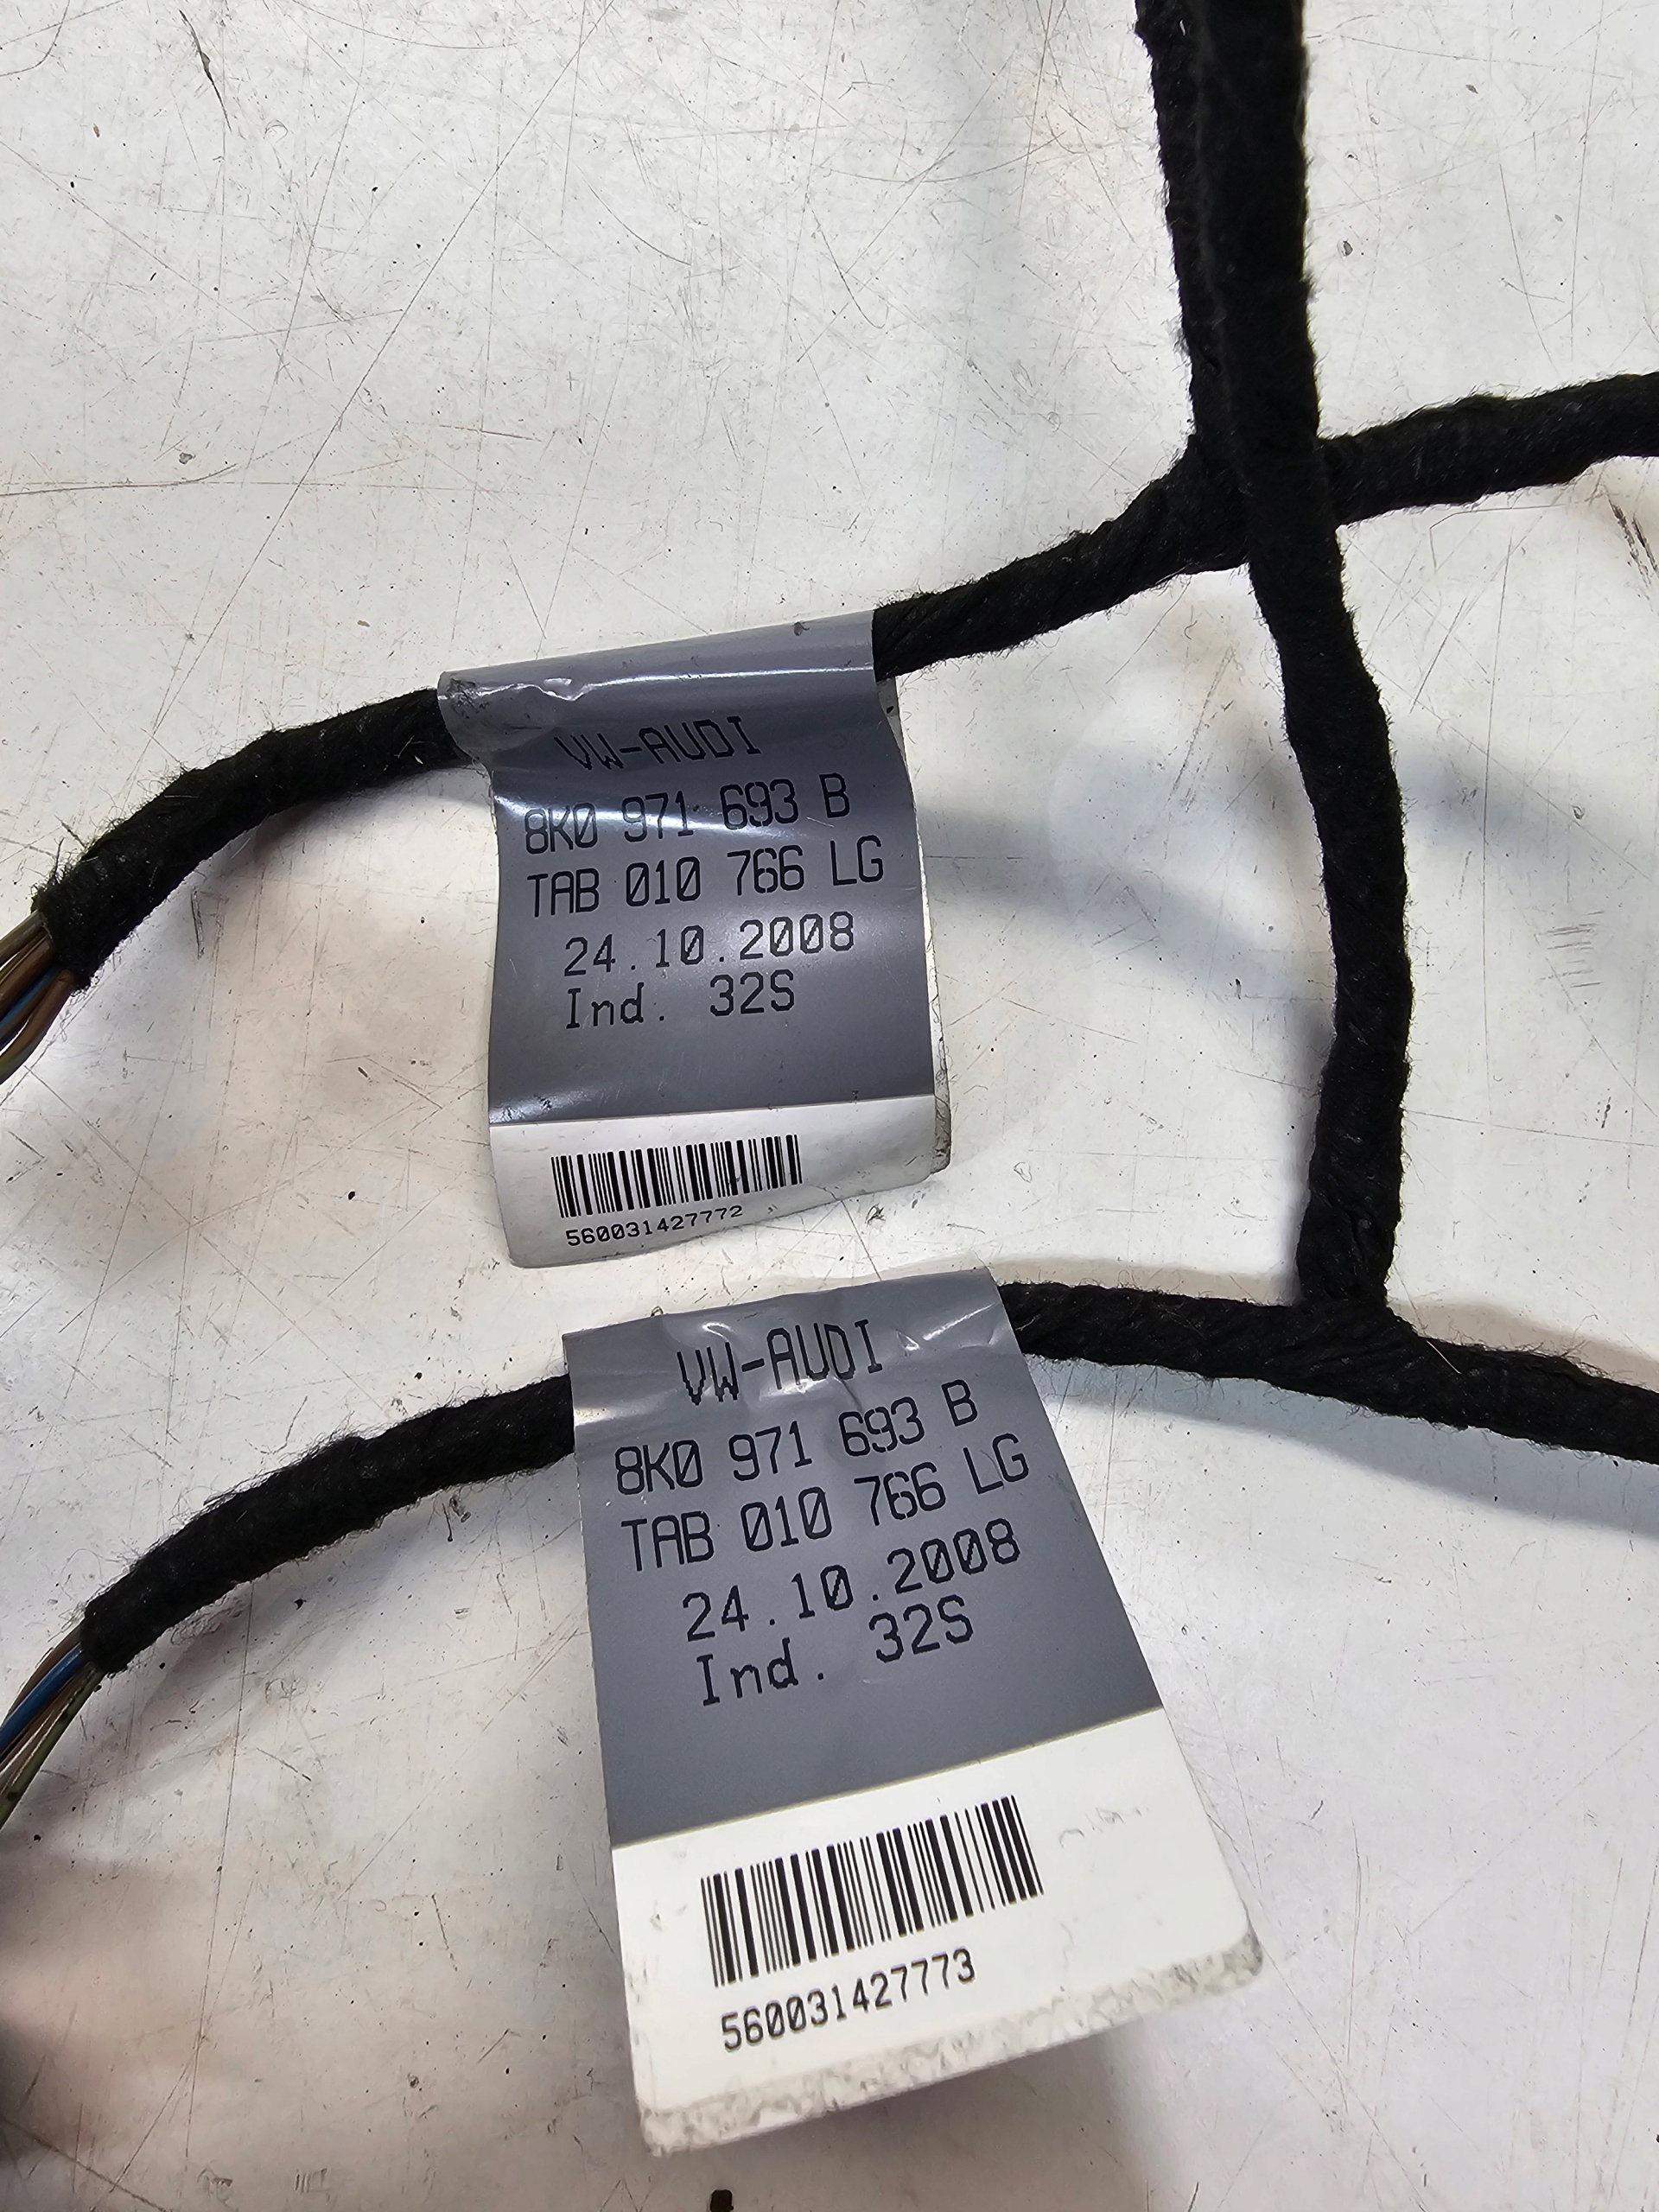 VW-AUDI
8K0 971 693 B
TAB 010 766 LG
24.10.2008
Ind. 32S
560031427772
VW-AUDI
8K0 971 693 B
TAB 010 766 LG
24.10.2008
Ind. 32S
560031427773